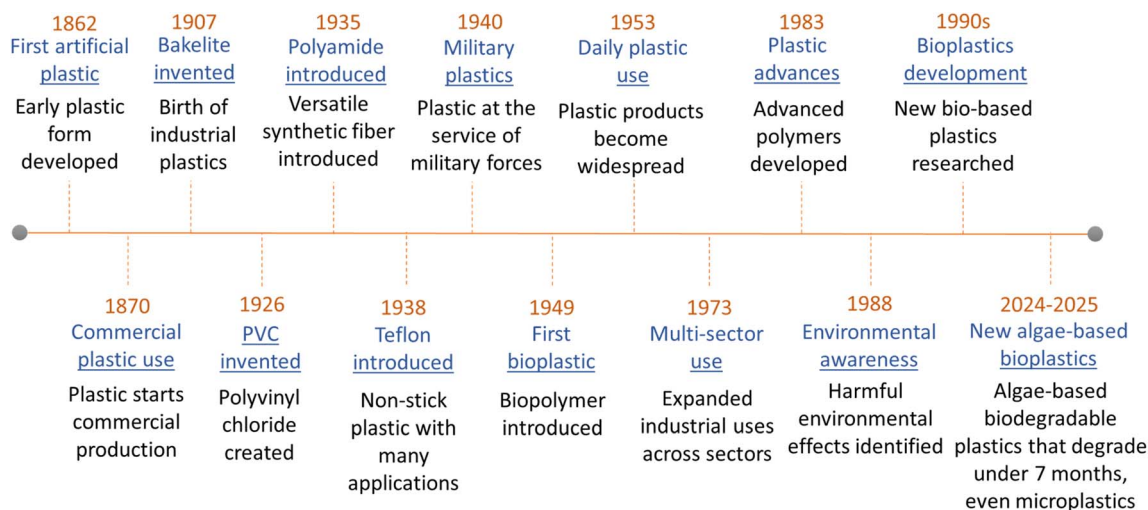 1862
First artificial
plastic
Early plastic
form
developed
1907
Bakelite
invented
Birth of
industrial
plastics
1935
Polyamide
introduced
Versatile
synthetic fiber
introduced
1940
Military
plastics
Plastic at the
service of
military forces
1953
Daily plastic
use
Plastic products
become
widespread
1983
Plastic
advances
Advanced
polymers
developed
1990s
Bioplastics
development
New bio-based
plastics
researched
1870
Commercial
plastic use
Plastic starts
commercial
production
1926
PVC
invented
Polyvinyl
chloride
created
1938
Teflon
introduced
Non-stick
plastic with
many
applications
1949
First
bioplastic
Biopolymer
introduced
1973
Multi-sector
use
Expanded
industrial uses
across sectors
1988
Environmental
awareness
Harmful
environmental
effects identified
2024-2025
New algae-based
bioplastics
Algae-based
biodegradable
plastics that degrade
under 7 months,
even microplastics